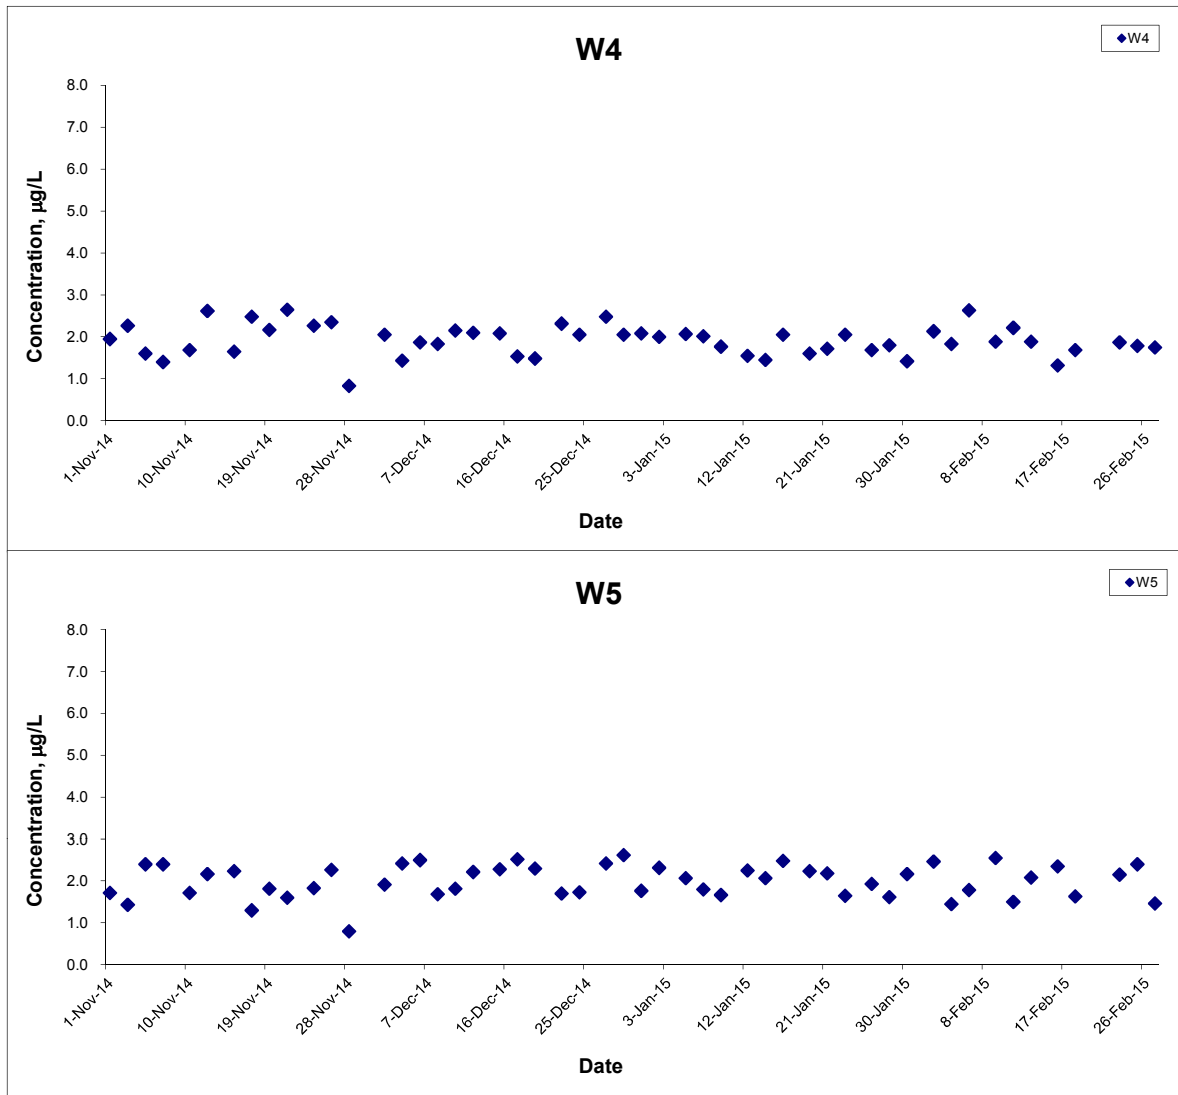 W4
W4
8.0
7.0
6.0
5.0
4.0
3.0
2.0
1.0
0.0
Concentration, µg/L
1-Nov-14
10-Nov-14
19-Nov-14
28-Nov-14
7-Dec-14
16-Dec-14
25-Dec-14
3-Jan-15
12-Jan-15
21-Jan-15
30-Jan-15
8-Feb-15
17-Feb-15
26-Feb-15
Date
W5
W5
8.0
7.0
6.0
5.0
4.0
3.0
2.0
1.0
0.0
Concentration, µg/L
1-Nov-14
10-Nov-14
19-Nov-14
28-Nov-14
7-Dec-14
16-Dec-14
25-Dec-14
3-Jan-15
12-Jan-15
21-Jan-15
30-Jan-15
8-Feb-15
17-Feb-15
26-Feb-15
Date